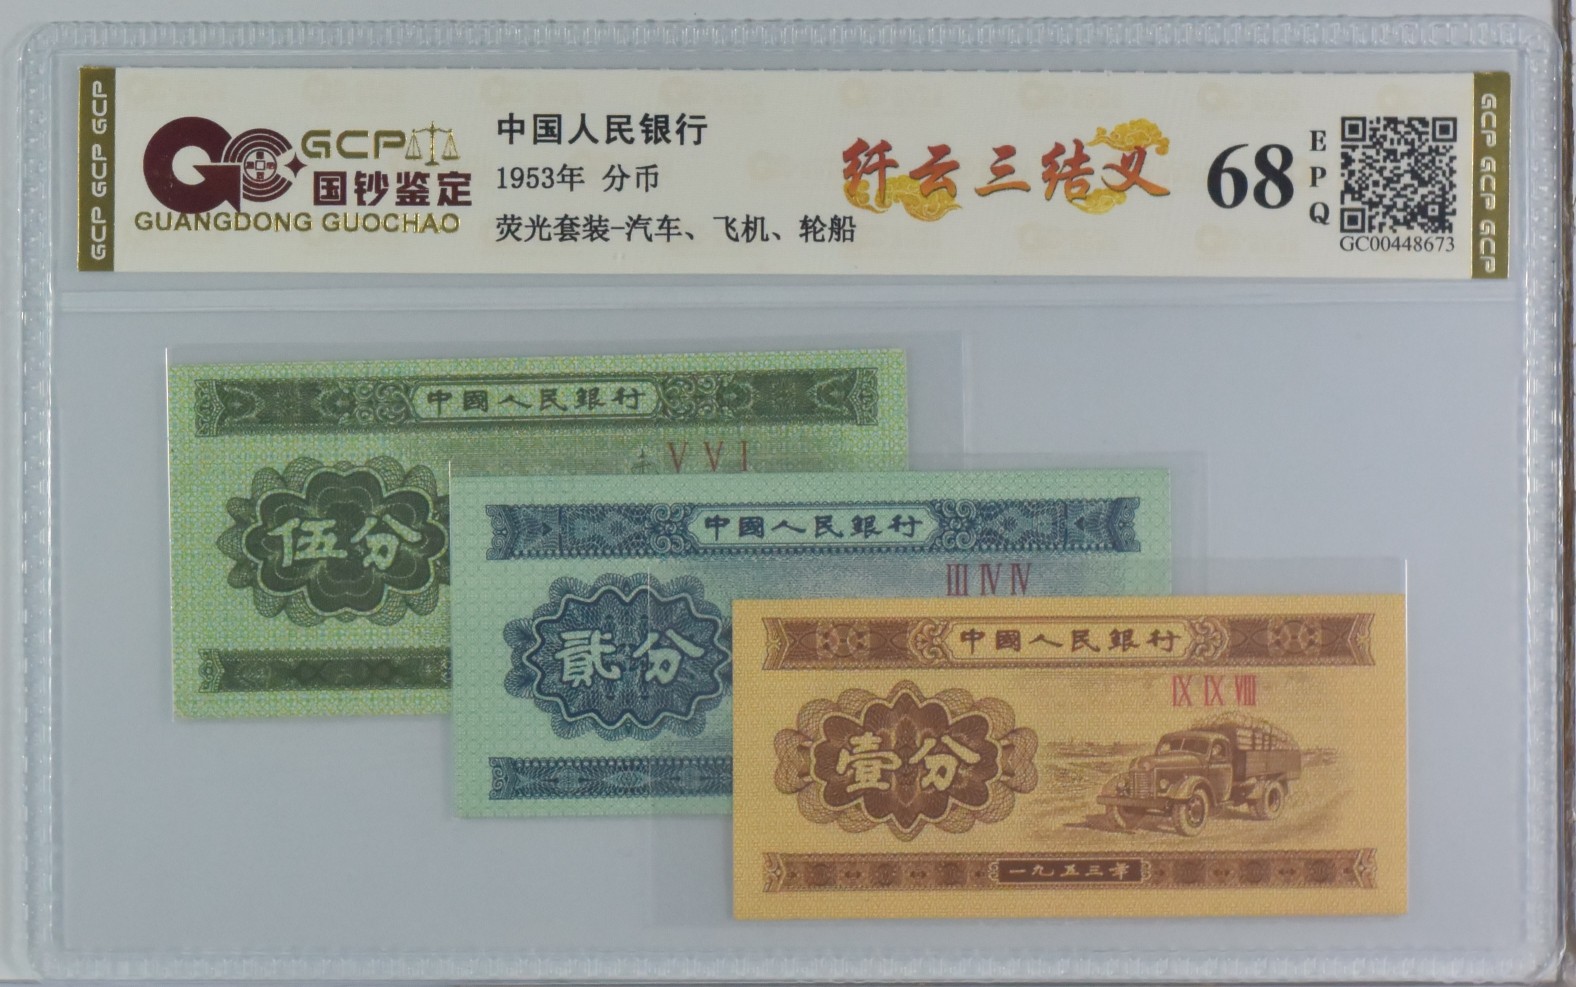 GCP GCP GCP
GCP
国钞鉴定
GUANGDONG GUOCHAO
中国人民银行
1953年 分币
荧光套装-汽车、飞机、轮船
纤云三结义
68
EPQ
GC00448673
GCP GCP GCP
中國人民銀行
V V I
伍分
中國人民銀行
III IV IV
貳分
中國人民銀行
IX IX VIII
壹分
一九五三年